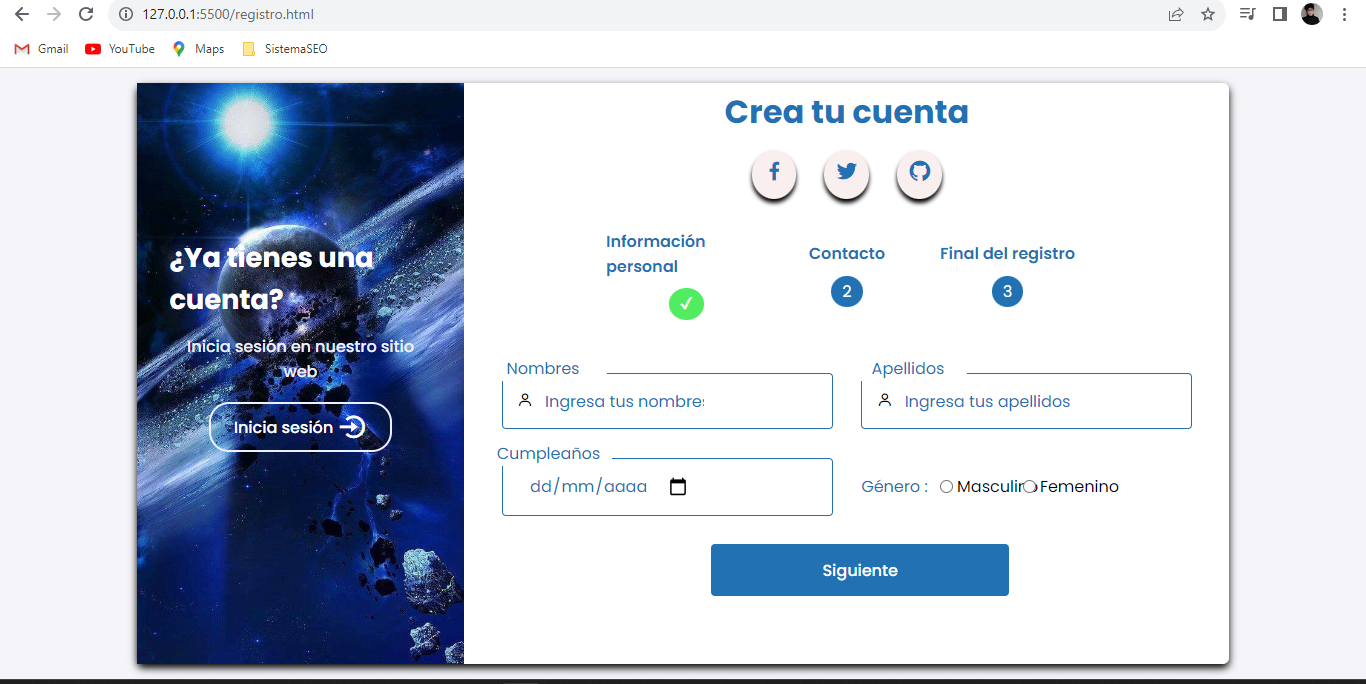 127.0.0.1:5500/registro.html
Gmail YouTube Maps SistemaSEO
Crea tu cuenta
¿Ya tienes una
cuenta?
Inicia sesión en nuestro sitio
web
Inicia sesión
Información
personal
Contacto
2
Final del registro
3
Nombres
Ingresa tus nombres
Apellidos
Ingresa tus apellidos
Cumpleaños
dd/mm/aaaa
Género : Masculino Femenino
Siguiente